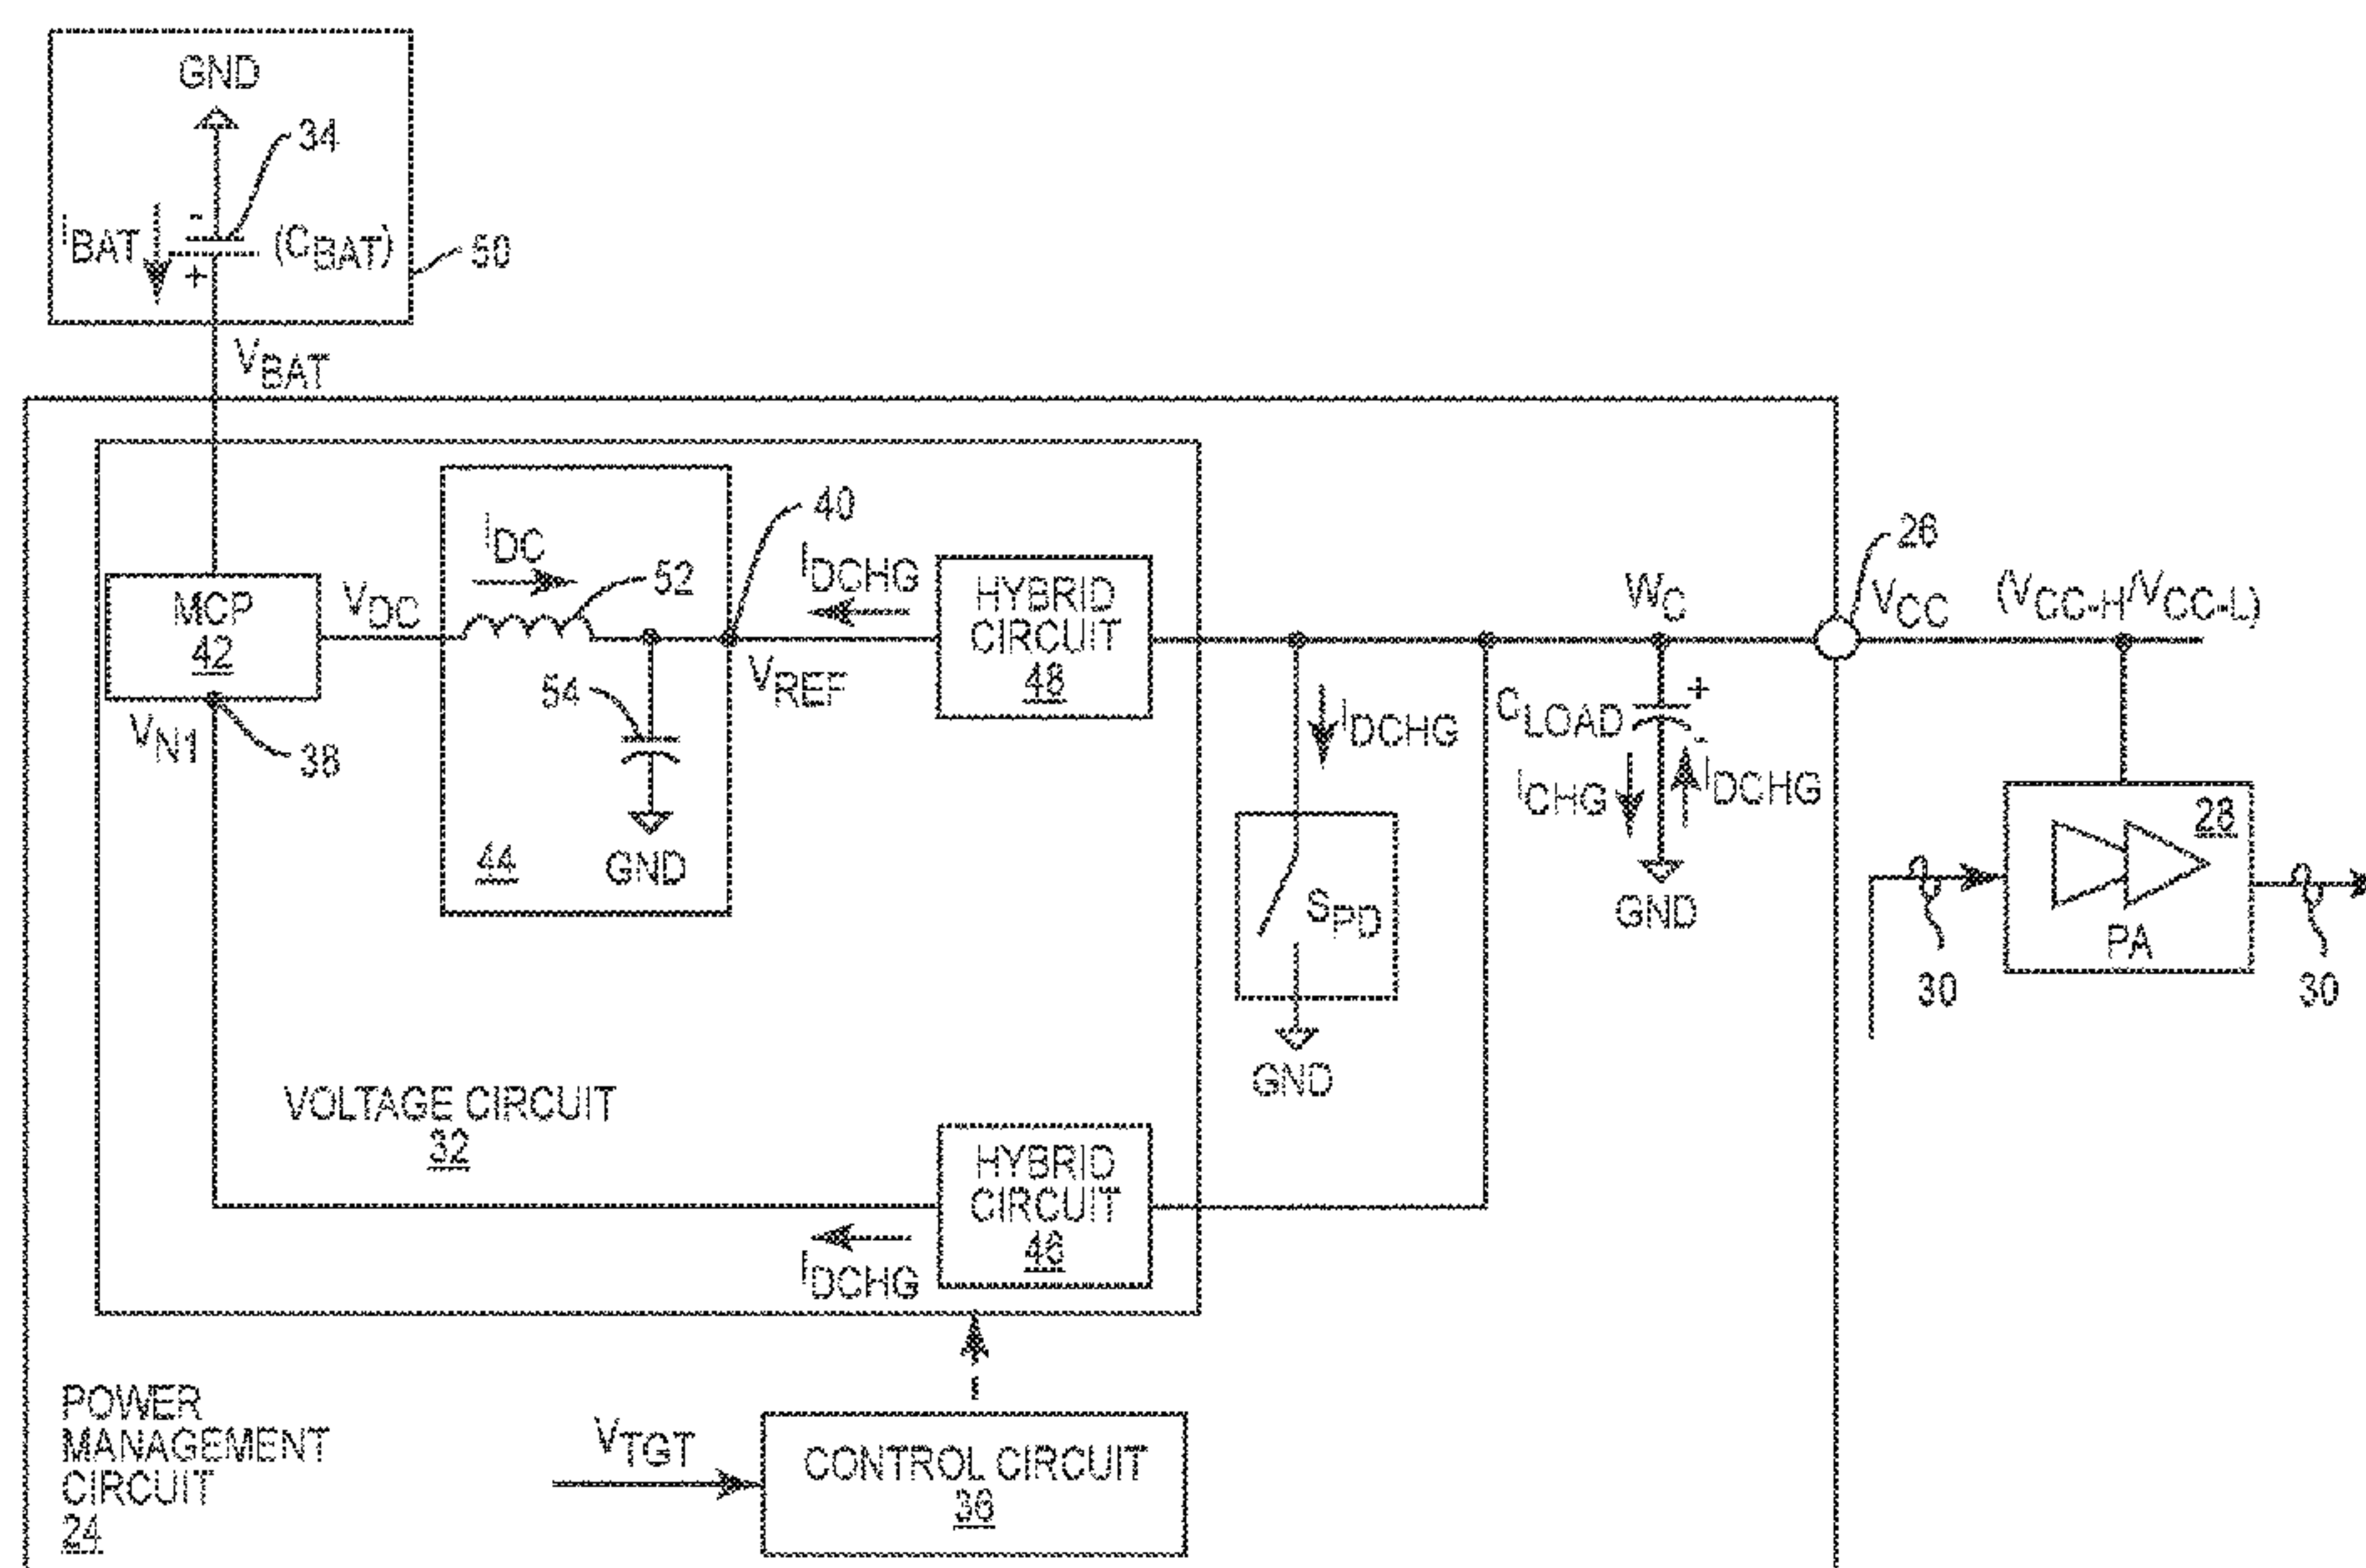 GND
34
iBAT
-
+
(CBAT)
50
VBAT
MCP
42
VDC
IDC
52
40
IDCHG
HYBRID
CIRCUIT
48
VREF
54
GND
44
VN1
38
WC
26
VCC
(VCC-H/VCC-L)
IDCHG
CLOAD
+
-
ICHG
IDCHG
GND
SPD
GND
28
PA
30
30
VOLTAGE CIRCUIT
32
HYBRID
CIRCUIT
46
IDCHG
POWER
MANAGEMENT
CIRCUIT
24
VTGT
CONTROL CIRCUIT
36